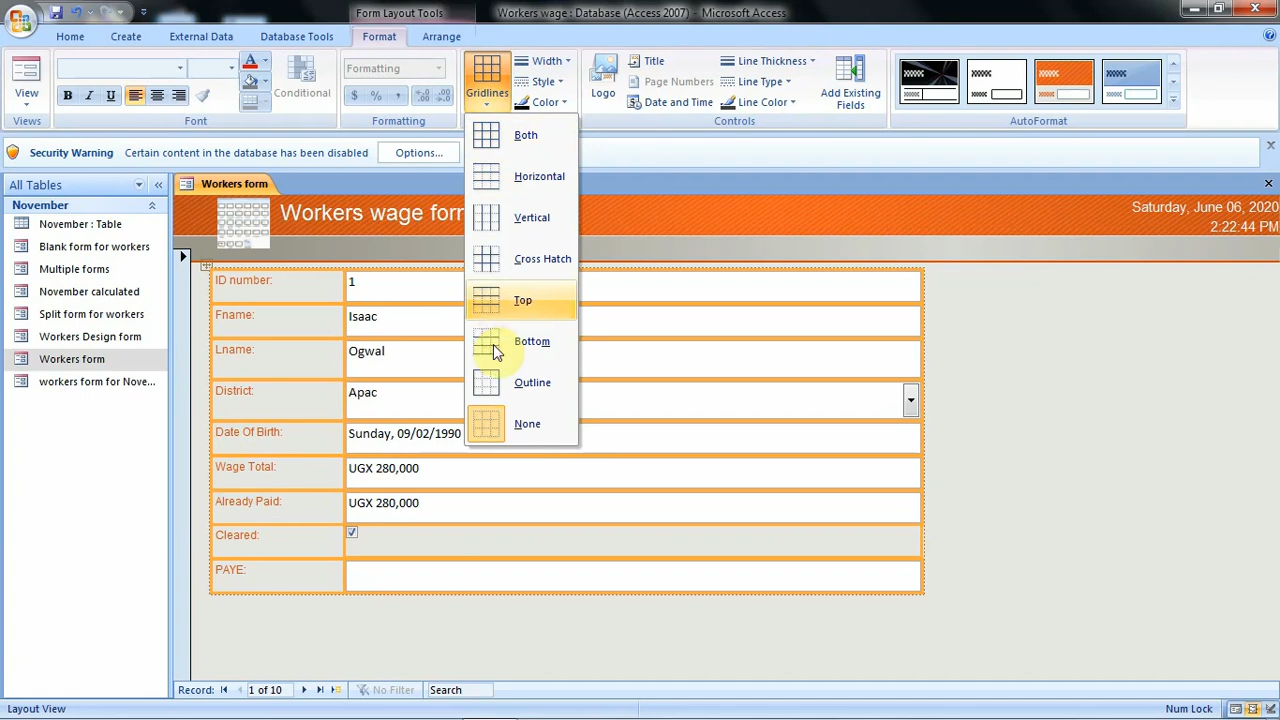 Form Layout Tools
Workers wage : Database (Access 2007) - Microsoft Access
Home
Create
External Data
Database Tools
Format
Arrange
View
Views
B I U
Font
Conditional
Formatting
$ % ,
Formatting
Gridlines
Width
Style
Color
Logo
Title
Page Numbers
Date and Time
Line Thickness
Line Type
Line Color
Add Existing
Fields
Controls
AutoFormat
Security Warning
Certain content in the database has been disabled
Options...
All Tables
November
November : Table
Blank form for workers
Multiple forms
November calculated
Split form for workers
Workers Design form
Workers form
workers form for Nove...
Workers form
Workers wage for
Saturday, June 06, 2020
2:22:44 PM
Both
Horizontal
Vertical
Cross Hatch
Top
Bottom
Outline
None
ID number: 1
Fname: Isaac
Lname: Ogwal
District: Apac
Date Of Birth: Sunday, 09/02/1990
Wage Total: UGX 280,000
Already Paid: UGX 280,000
Cleared:
PAYE:
Record: 1 of 10 No Filter Search
Layout View
Num Lock